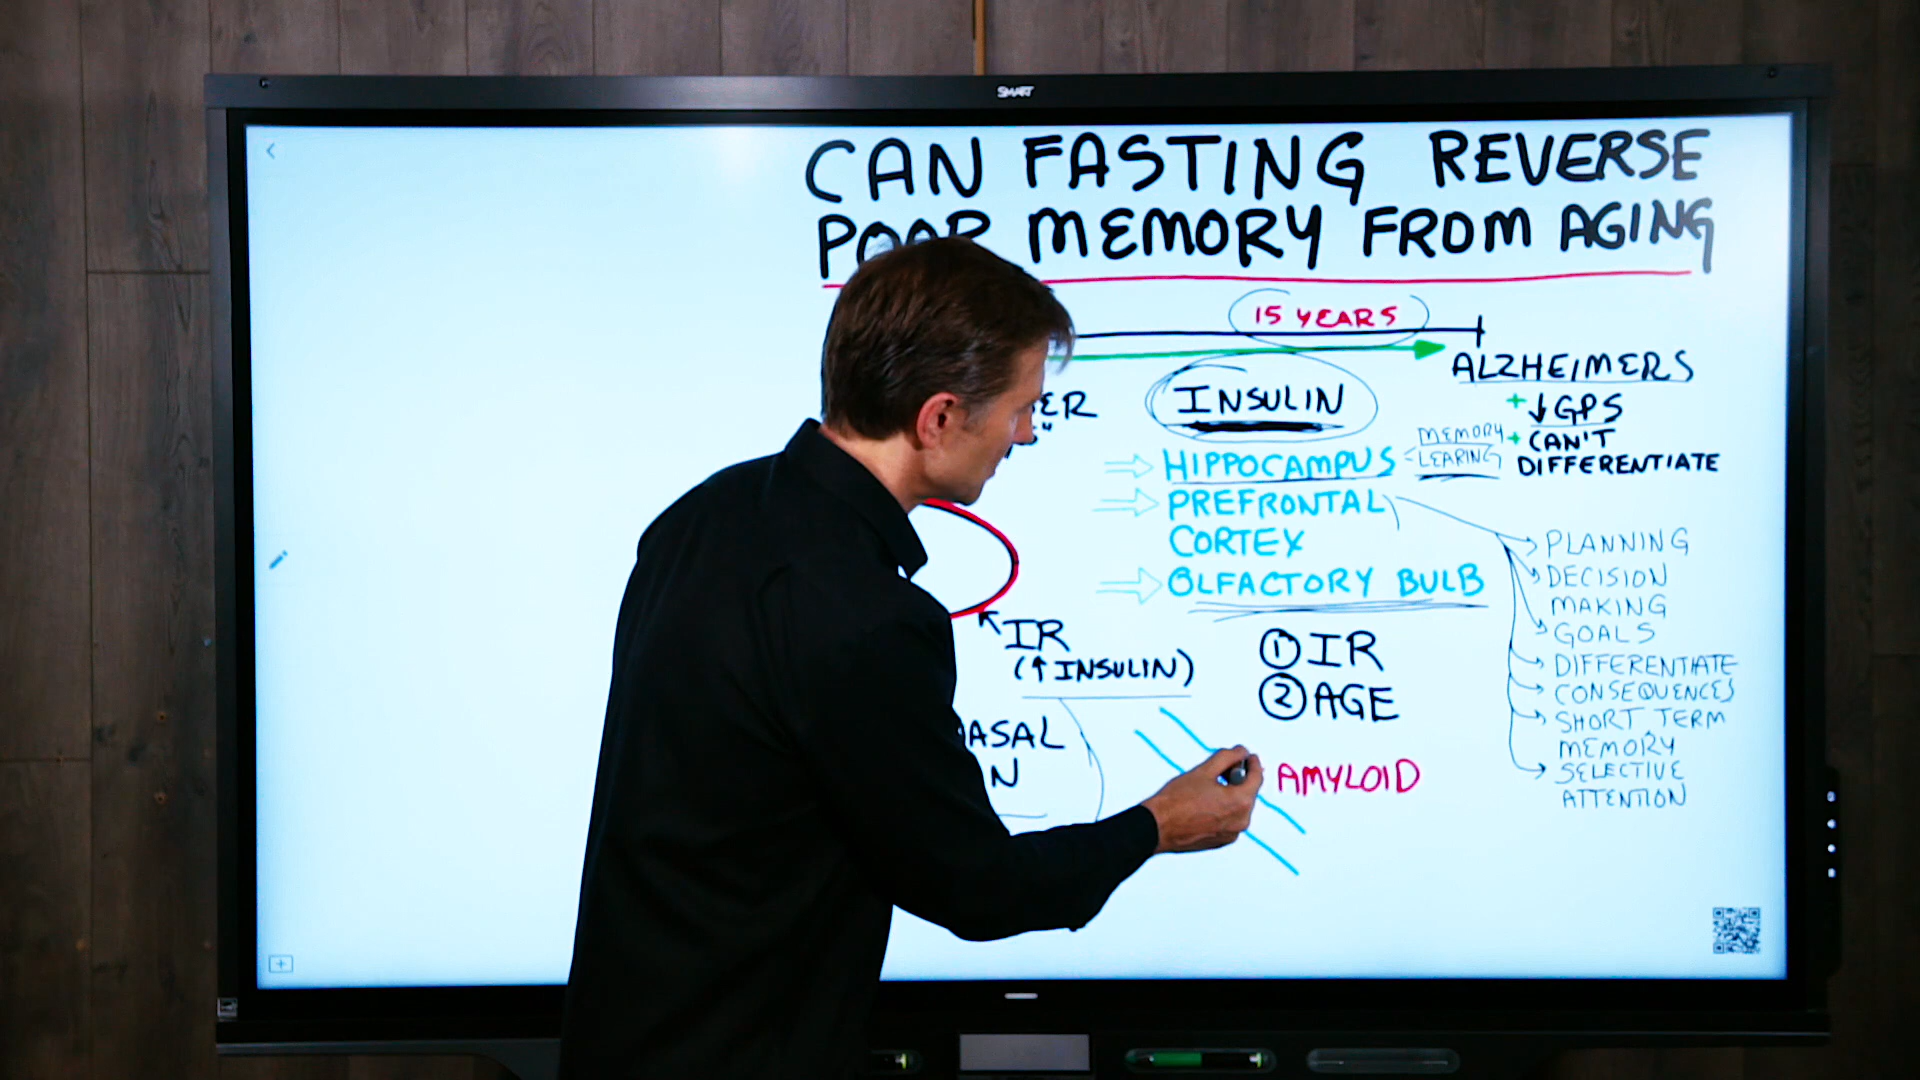 SMART
CAN FASTING REVERSE
POOR MEMORY FROM AGING
15 YEARS
ALZHEIMERS
INSULIN
+ ↓GPS
+ CAN'T
DIFFERENTIATE
MEMORY
LEARING
HIPPOCAMPUS
PREFRONTAL
CORTEX
OLFACTORY BULB
PLANNING
DECISION
MAKING
GOALS
DIFFERENTIATE
CONSEQUENCES
SHORT TERM
MEMORY
SELECTIVE
ATTENTION
IR
(↑INSULIN)
① IR
② AGE
AMYLOID